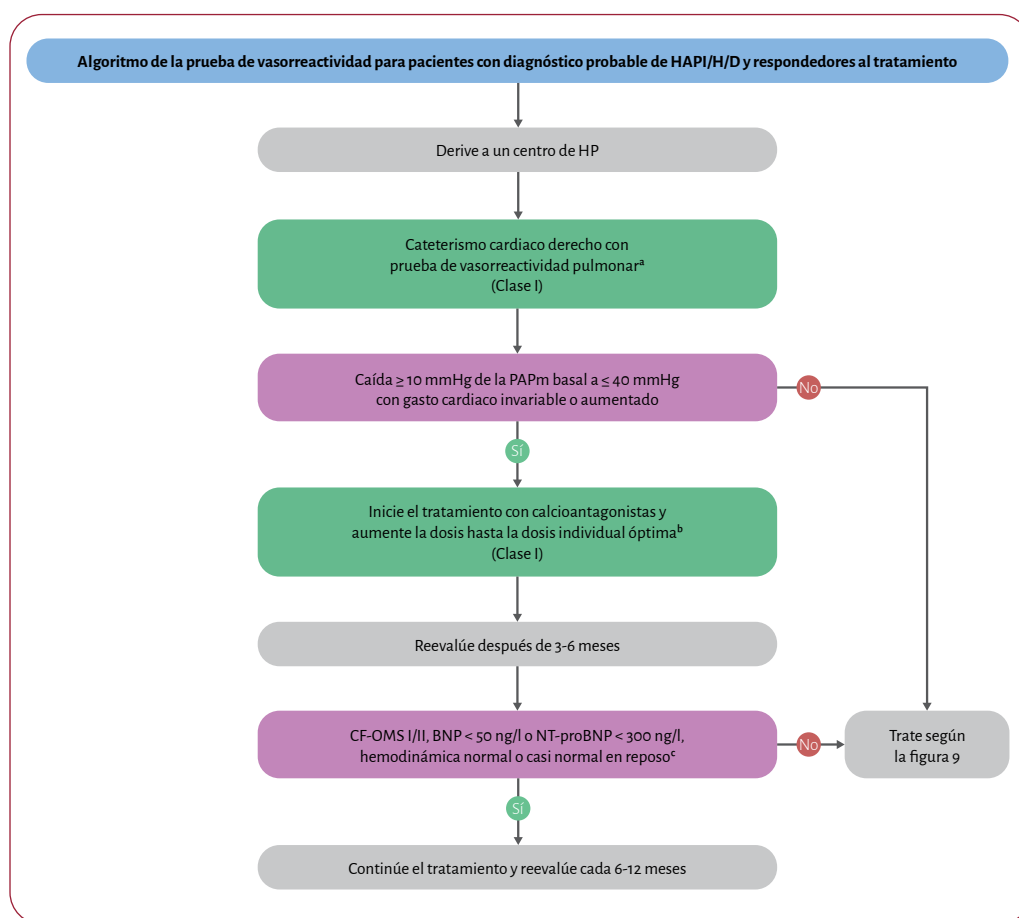 Algoritmo de la prueba de vasorreactividad para pacientes con diagnóstico probable de HAPI/H/D y respondedores al tratamiento
Derive a un centro de HP
Cateterismo cardiaco derecho con
prueba de vasorreactividad pulmonarᵃ
(Clase I)
Caída ≥ 10 mmHg de la PAPm basal a ≤ 40 mmHg
con gasto cardiaco invariable o aumentado
No
Sí
Inicie el tratamiento con calcioantagonistas y
aumente la dosis hasta la dosis individual óptimaᵇ
(Clase I)
Reevalúe después de 3-6 meses
CF-OMS I/II, BNP < 50 ng/l o NT-proBNP < 300 ng/l,
hemodinámica normal o casi normal en reposoᶜ
No
Trate según
la figura 9
Sí
Continúe el tratamiento y reevalúe cada 6-12 meses